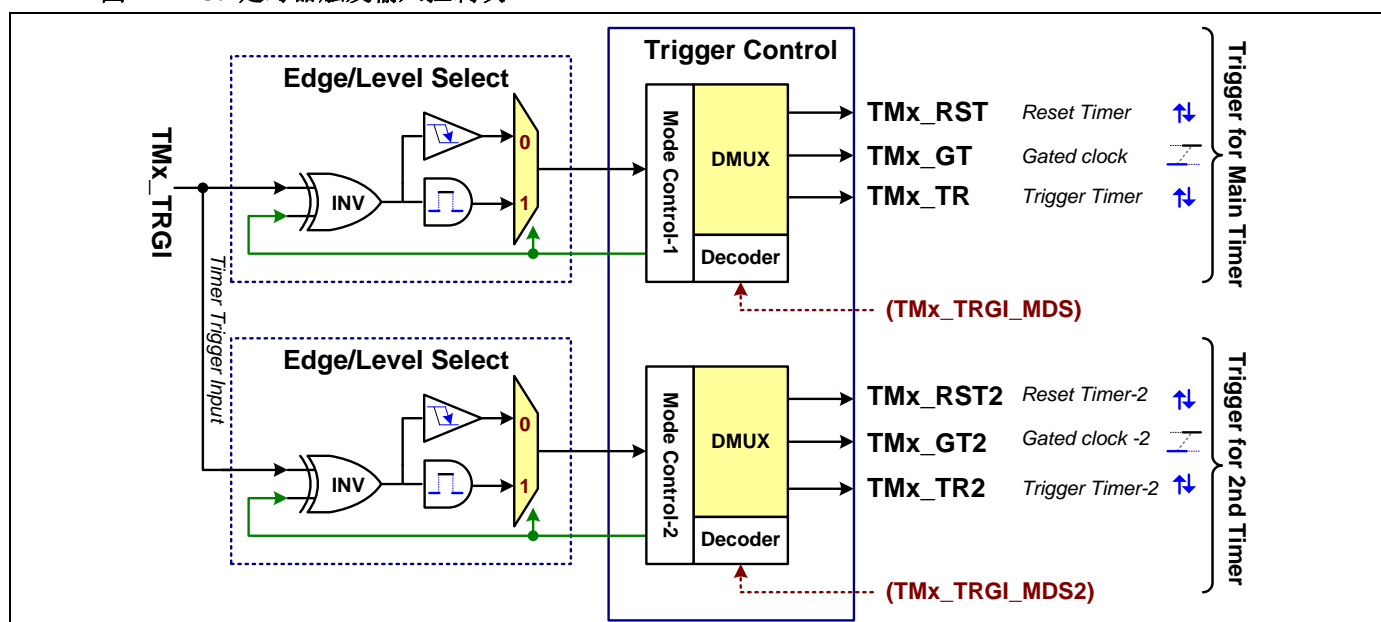 Trigger Control
Edge/Level Select
TMx_TRGI
Timer Trigger Input
INV
0
1
Mode Control-1
DMUX
Decoder
TMx_RST Reset Timer
TMx_GT Gated clock
TMx_TR Trigger Timer
(TMx_TRGI_MDS)
Trigger for Main Timer
Edge/Level Select
INV
0
1
Mode Control-2
DMUX
Decoder
TMx_RST2 Reset Timer-2
TMx_GT2 Gated clock -2
TMx_TR2 Trigger Timer-2
(TMx_TRGI_MDS2)
Trigger for 2nd Timer